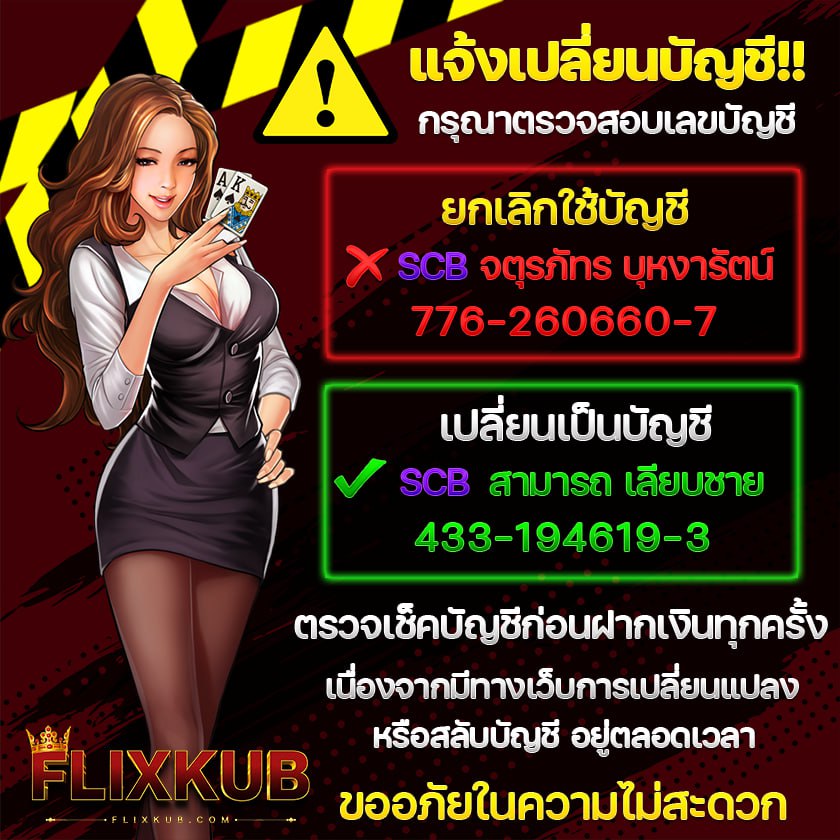 แจ้งเปลี่ยนบัญชี!!
กรุณาตรวจสอบเลขบัญชี
A K
ยกเลิกใช้บัญชี
SCB จตุรภัทร บุหงารัตน์
776-260660-7
เปลี่ยนเป็นบัญชี
SCB สามารถ เลียบชาย
433-194619-3
ตรวจเช็คบัญชีก่อนฝากเงินทุกครั้ง
เนื่องจากมีทางเว็บการเปลี่ยนแปลง
หรือสลับบัญชี อยู่ตลอดเวลา
ขออภัยในความไม่สะดวก
FLIXKUB
FLIXKUB.COM